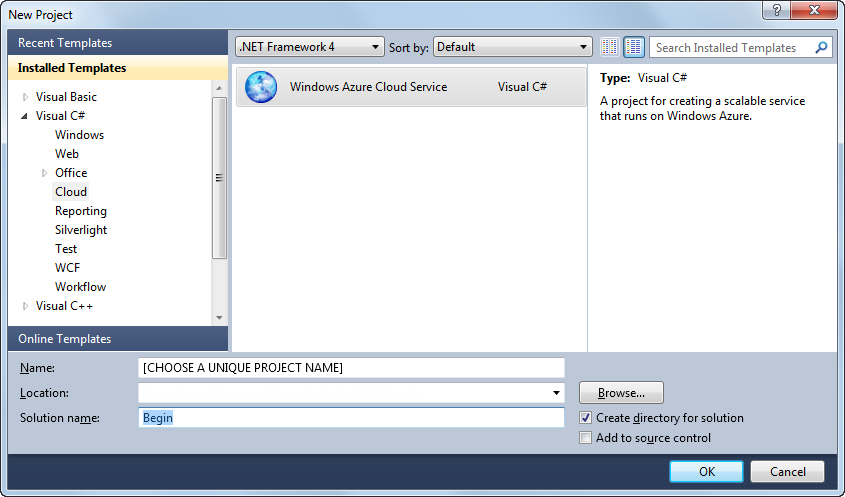 New Project
?
Recent Templates
Installed Templates
Visual Basic
Visual C#
Windows
Web
Office
Cloud
Reporting
Silverlight
Test
WCF
Workflow
Visual C++
Online Templates
.NET Framework 4
Sort by:
Default
Search Installed Templates
Windows Azure Cloud Service Visual C#
Type: Visual C#
A project for creating a scalable service
that runs on Windows Azure.
Name: [CHOOSE A UNIQUE PROJECT NAME]
Location:
Browse...
Solution name: Begin
Create directory for solution
Add to source control
OK
Cancel